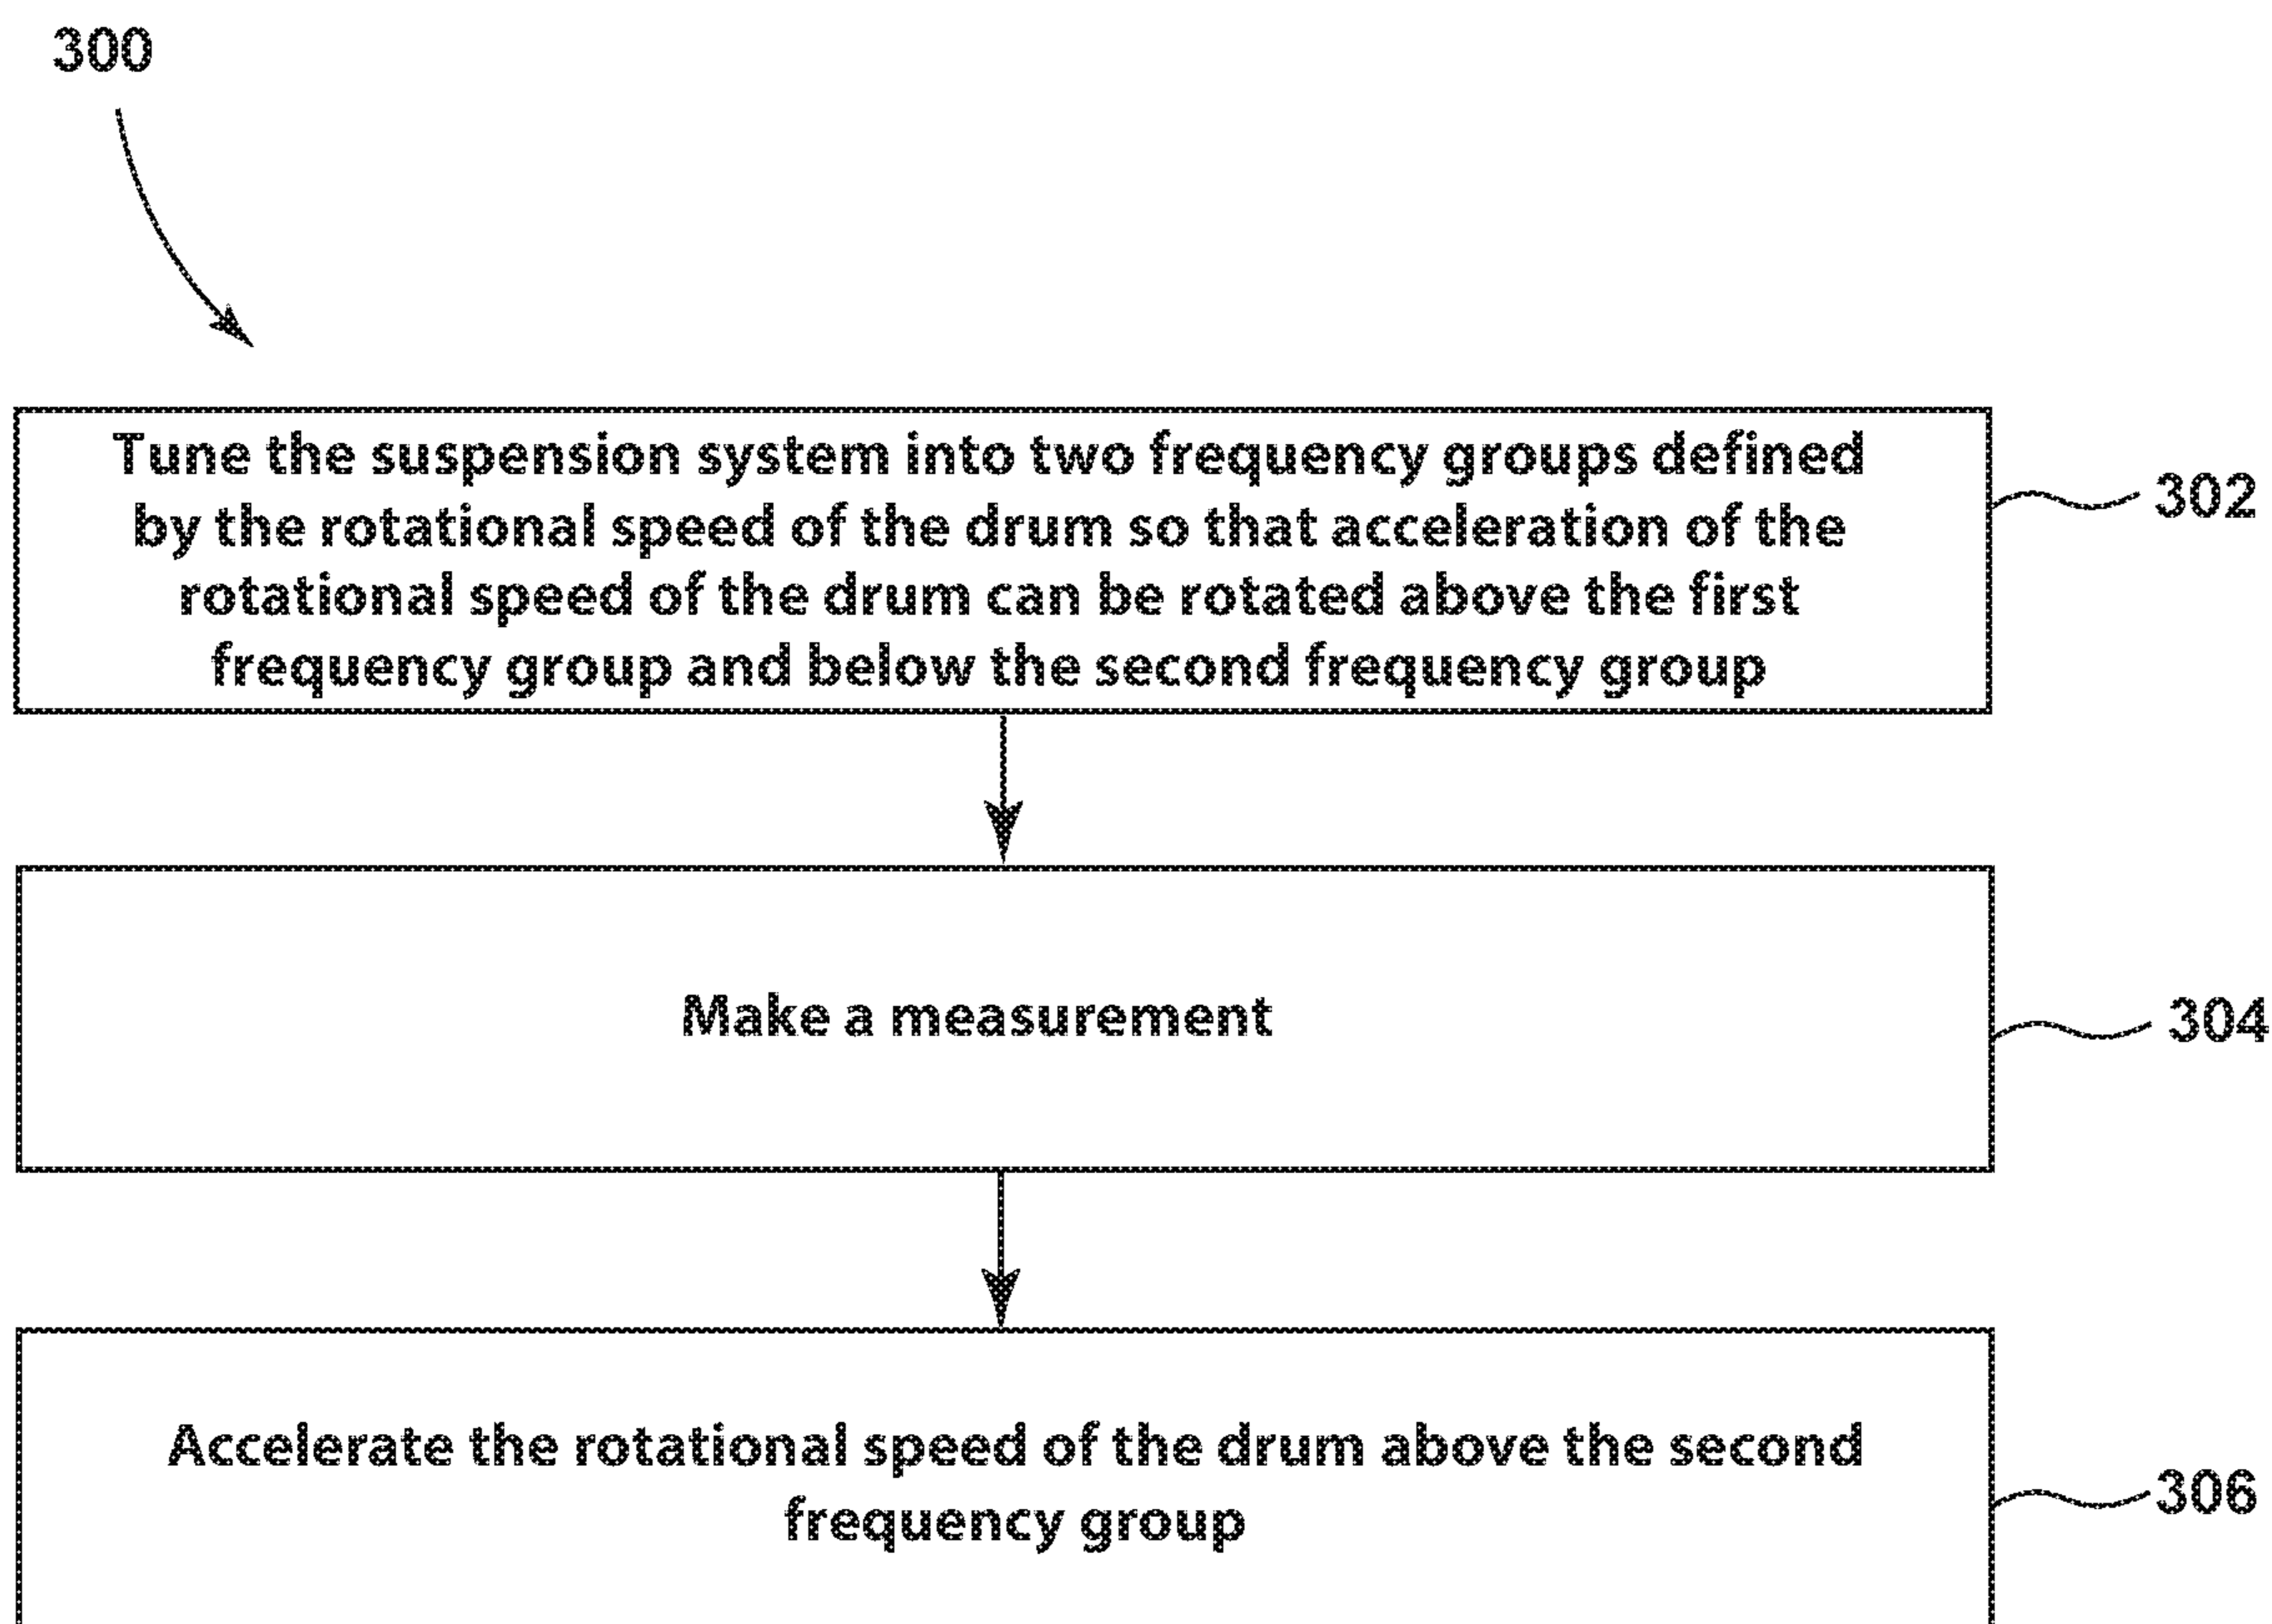 300
Tune the suspension system into two frequency groups defined
by the rotational speed of the drum so that acceleration of the
rotational speed of the drum can be rotated above the first
frequency group and below the second frequency group
302
Make a measurement
304
Accelerate the rotational speed of the drum above the second
frequency group
306